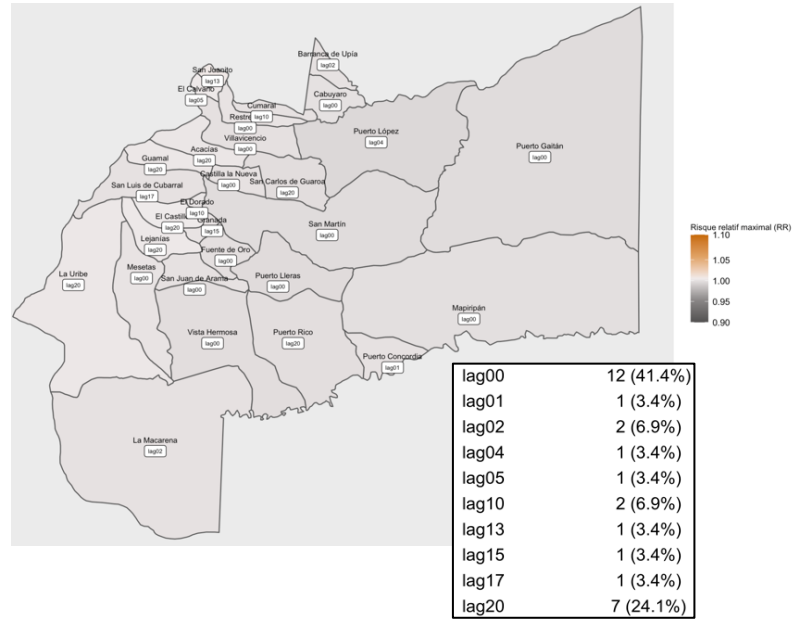 Barranca de Upía
lag02
San Juanito
lag13
El Calvario
lag05
Cabuyaro
lag00
Cumaral
lag10
Restre
lag00
Puerto López
lag04
Villavicencio
lag00
Puerto Gaitán
lag00
Acacías
lag20
Guamal
lag20
Castilla la Nueva
lag00
San Carlos de Guaroa
lag20
San Luis de Cubarral
lag17
El Dorado
lag10
El Castill
lag20
Granada
lag15
San Martín
lag00
Lejanías
lag20
Fuente de Oro
lag00
La Uribe
lag20
Mesetas
lag00
San Juan de Arama
lag00
Puerto Lleras
lag00
Mapiripán
lag00
Vista Hermosa
lag00
Puerto Rico
lag20
Puerto Concordia
lag01
La Macarena
lag02
Risque relatif maximal (RR)
1.10
1.05
1.00
0.95
0.90
lag00 12 (41.4%)
lag01 1 (3.4%)
lag02 2 (6.9%)
lag04 1 (3.4%)
lag05 1 (3.4%)
lag10 2 (6.9%)
lag13 1 (3.4%)
lag15 1 (3.4%)
lag17 1 (3.4%)
lag20 7 (24.1%)